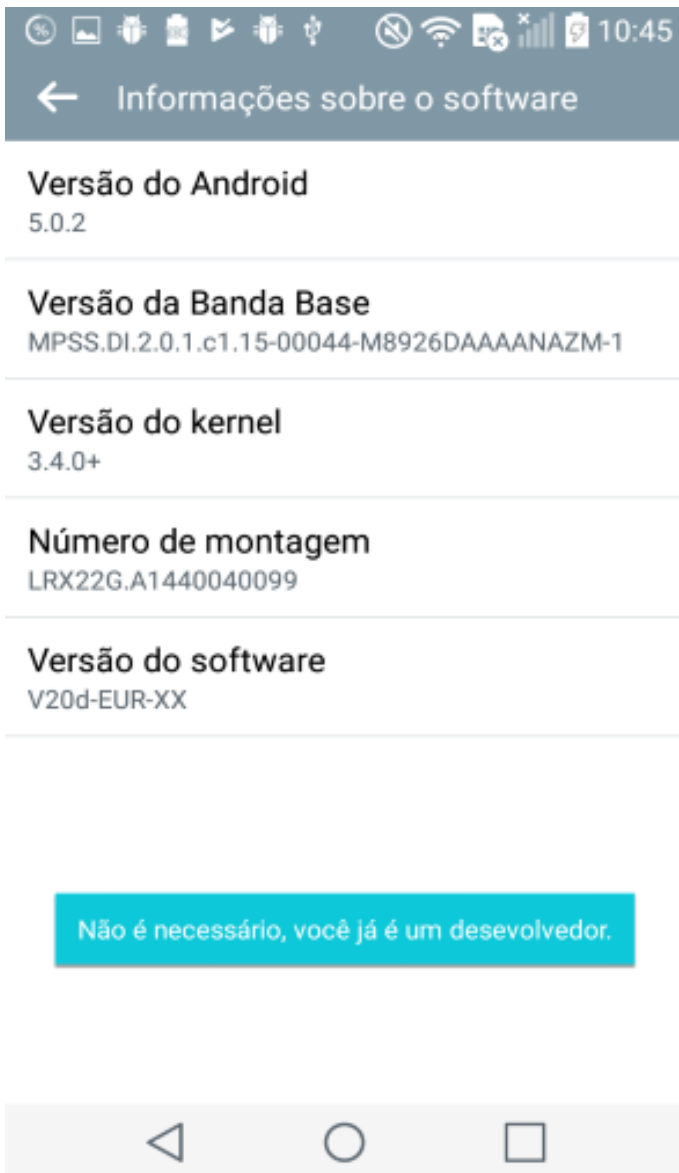 10:45
Informações sobre o software
Versão do Android
5.0.2
Versão da Banda Base
MPSS.DI.2.0.1.c1.15-00044-M8926DAAAANAZM-1
Versão do kernel
3.4.0+
Número de montagem
LRX22G.A1440040099
Versão do software
V20d-EUR-XX
Não é necessário, você já é um desevolvedor.